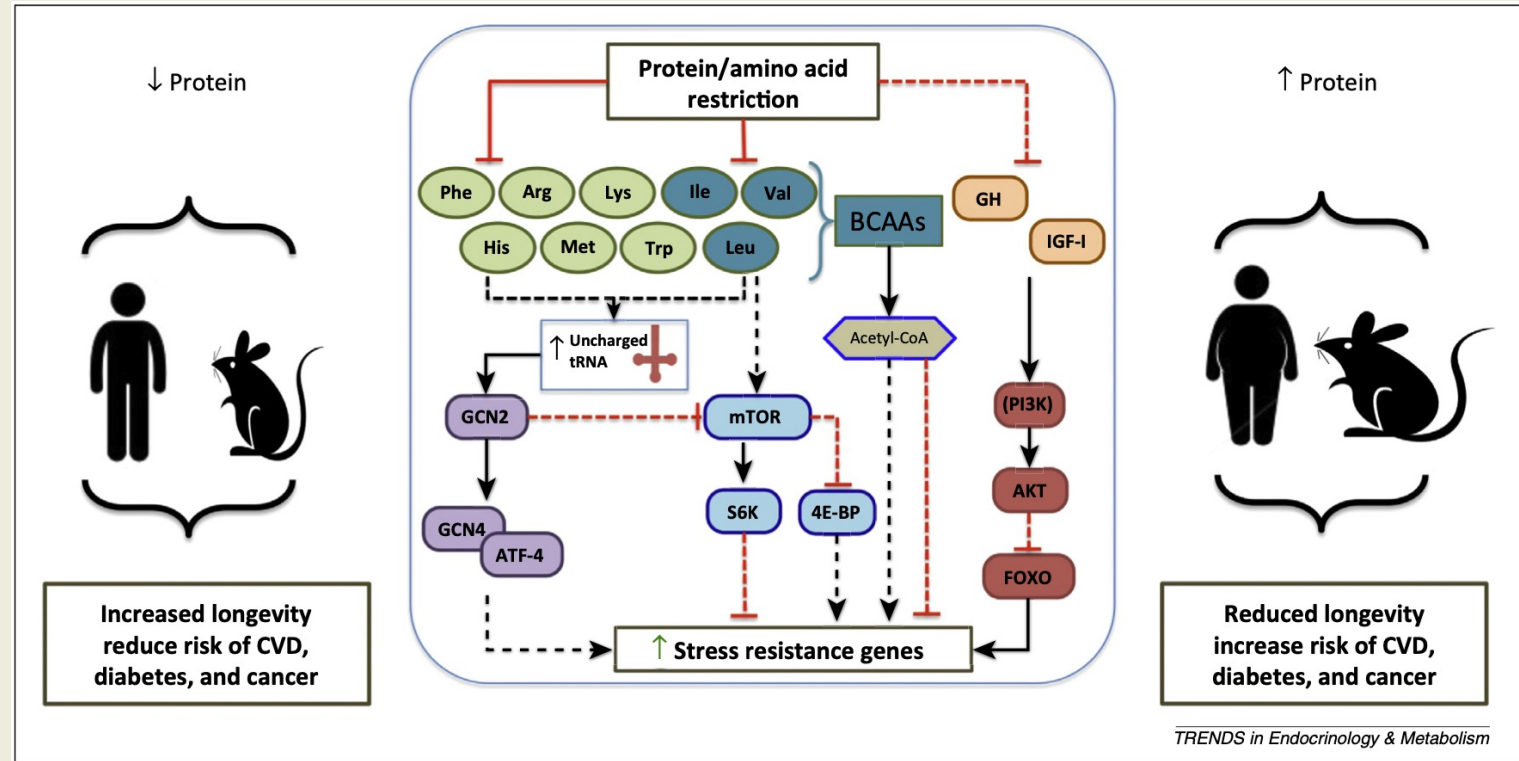 ↓ Protein
Protein/amino acid
restriction
↑ Protein
Phe
Arg
Lys
Ile
Val
His
Met
Trp
Leu
BCAAs
GH
IGF-I
↑ Uncharged
tRNA
Acetyl-CoA
GCN2
mTOR
(PI3K)
GCN4
ATF-4
S6K
4E-BP
AKT
FOXO
↑ Stress resistance genes
Increased longevity
reduce risk of CVD,
diabetes, and cancer
Reduced longevity
increase risk of CVD,
diabetes, and cancer
TRENDS in Endocrinology & Metabolism